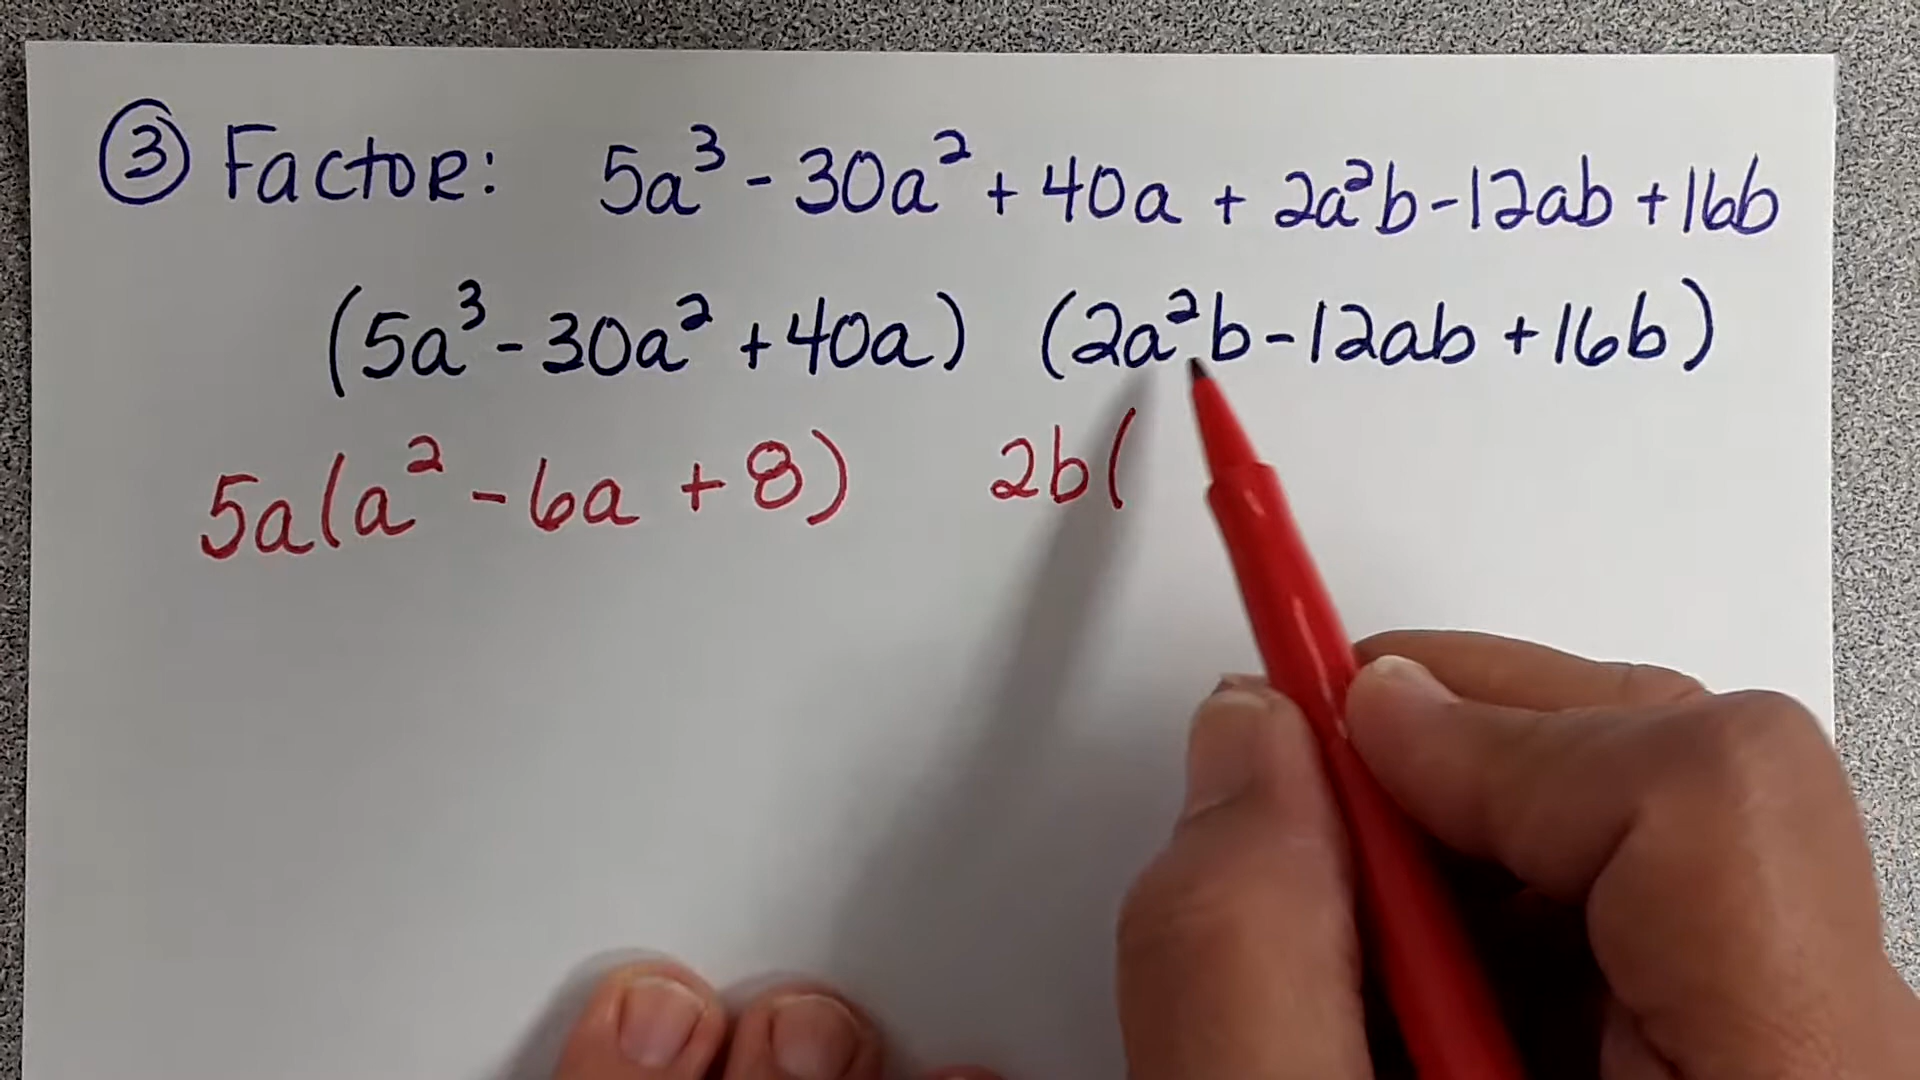 ③ Factor: 5a³ - 30a² + 40a + 2a²b - 12ab + 16b
(5a³ - 30a² + 40a) (2a²b - 12ab + 16b)
5a(a² - 6a + 8) 2b(